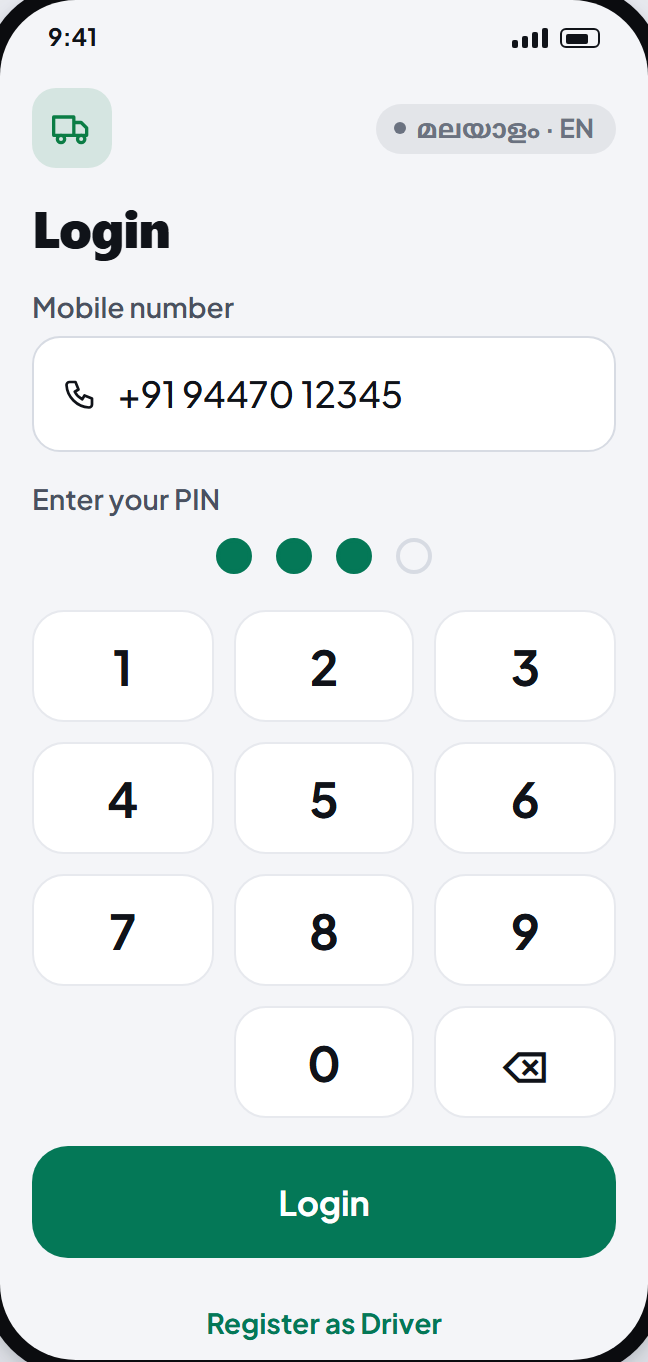 9:41
മലയാളം · EN
Login
Mobile number
+91 94470 12345
Enter your PIN
1 2 3
4 5 6
7 8 9
0
Login
Register as Driver